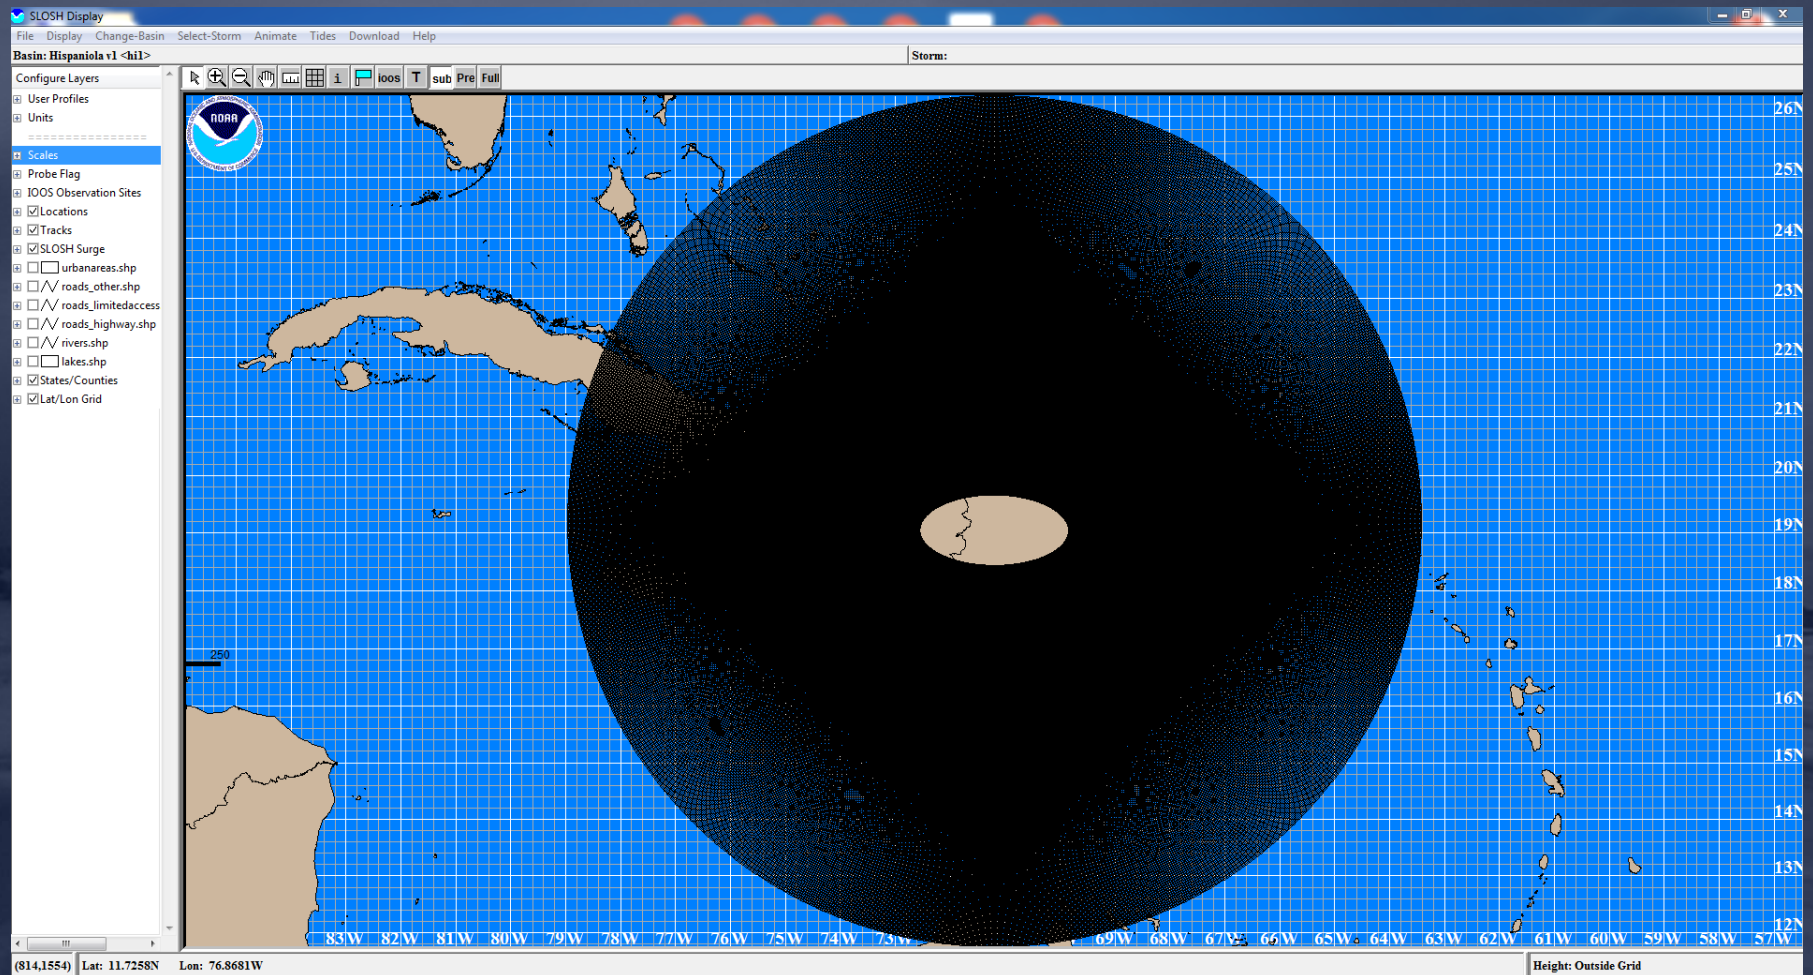 SLOSH Display
File Display Change-Basin Select-Storm Animate Tides Download Help
Basin: Hispaniola v1 <hi1>
Storm:
Configure Layers
i ioos T sub Pre Full
User Profiles
Units
================
Scales
Probe Flag
IOOS Observation Sites
Locations
Tracks
SLOSH Surge
urbanareas.shp
roads_other.shp
roads_limitedaccess
roads_highway.shp
rivers.shp
lakes.shp
States/Counties
Lat/Lon Grid
NOAA
26N
25N
24N
23N
22N
21N
20N
19N
18N
17N
250
16N
15N
14N
13N
12N
83W 82W 81W 80W 79W 78W 77W 76W 75W 74W 73W 69W 68W 67W 66W 65W 64W 63W 62W 61W 60W 59W 58W 57W
(814,1554) Lat: 11.7258N Lon: 76.8681W
Height: Outside Grid